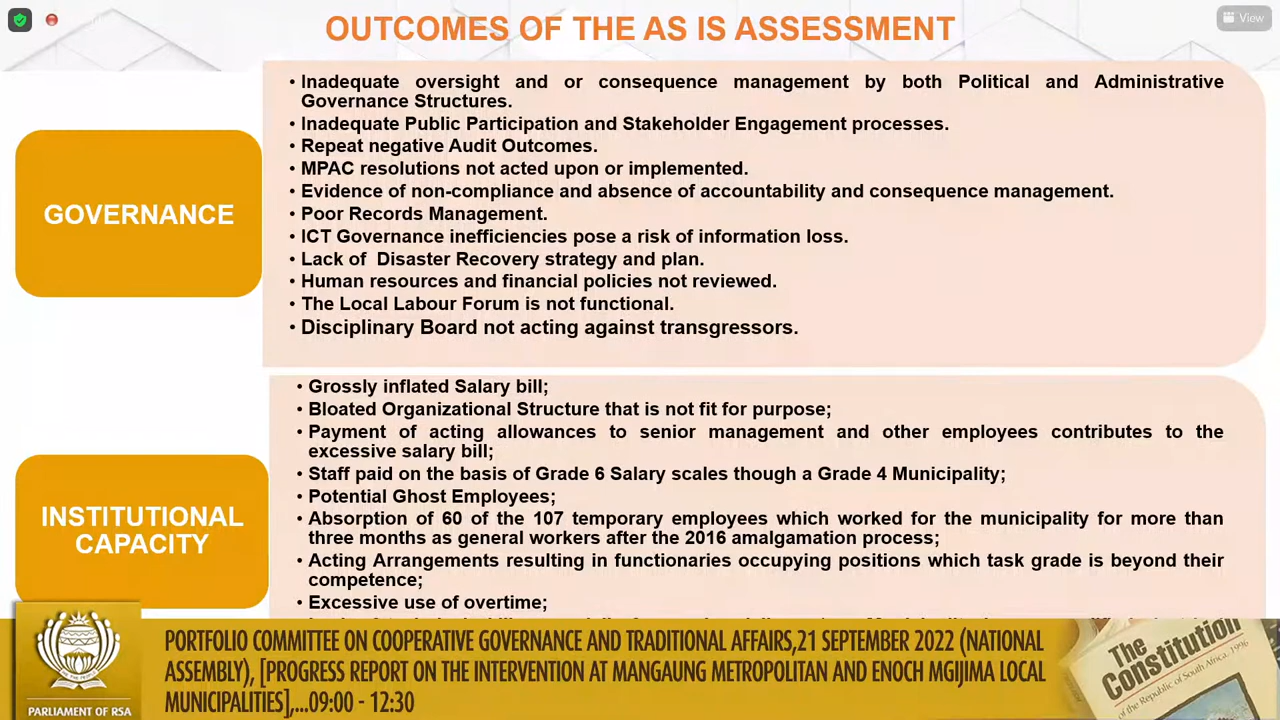 OUTCOMES OF THE AS IS ASSESSMENT
View
GOVERNANCE
• Inadequate oversight and or consequence management by both Political and Administrative
Governance Structures.
• Inadequate Public Participation and Stakeholder Engagement processes.
• Repeat negative Audit Outcomes.
• MPAC resolutions not acted upon or implemented.
• Evidence of non-compliance and absence of accountability and consequence management.
• Poor Records Management.
• ICT Governance inefficiencies pose a risk of information loss.
• Lack of Disaster Recovery strategy and plan.
• Human resources and financial policies not reviewed.
• The Local Labour Forum is not functional.
• Disciplinary Board not acting against transgressors.
INSTITUTIONAL
CAPACITY
• Grossly inflated Salary bill;
• Bloated Organizational Structure that is not fit for purpose;
• Payment of acting allowances to senior management and other employees contributes to the
excessive salary bill;
• Staff paid on the basis of Grade 6 Salary scales though a Grade 4 Municipality;
• Potential Ghost Employees;
• Absorption of 60 of the 107 temporary employees which worked for the municipality for more than
three months as general workers after the 2016 amalgamation process;
• Acting Arrangements resulting in functionaries occupying positions which task grade is beyond their
competence;
• Excessive use of overtime;
PORTFOLIO COMMITTEE ON COOPERATIVE GOVERNANCE AND TRADITIONAL AFFAIRS,21 SEPTEMBER 2022 (NATIONAL
ASSEMBLY), [PROGRESS REPORT ON THE INTERVENTION AT MANGAUNG METROPOLITAN AND ENOCH MGIJIMA LOCAL
MUNICIPALITIES],...09:00 - 12:30
PARLIAMENT OF RSA
The
Constitution
of the Republic of South Africa, 1996